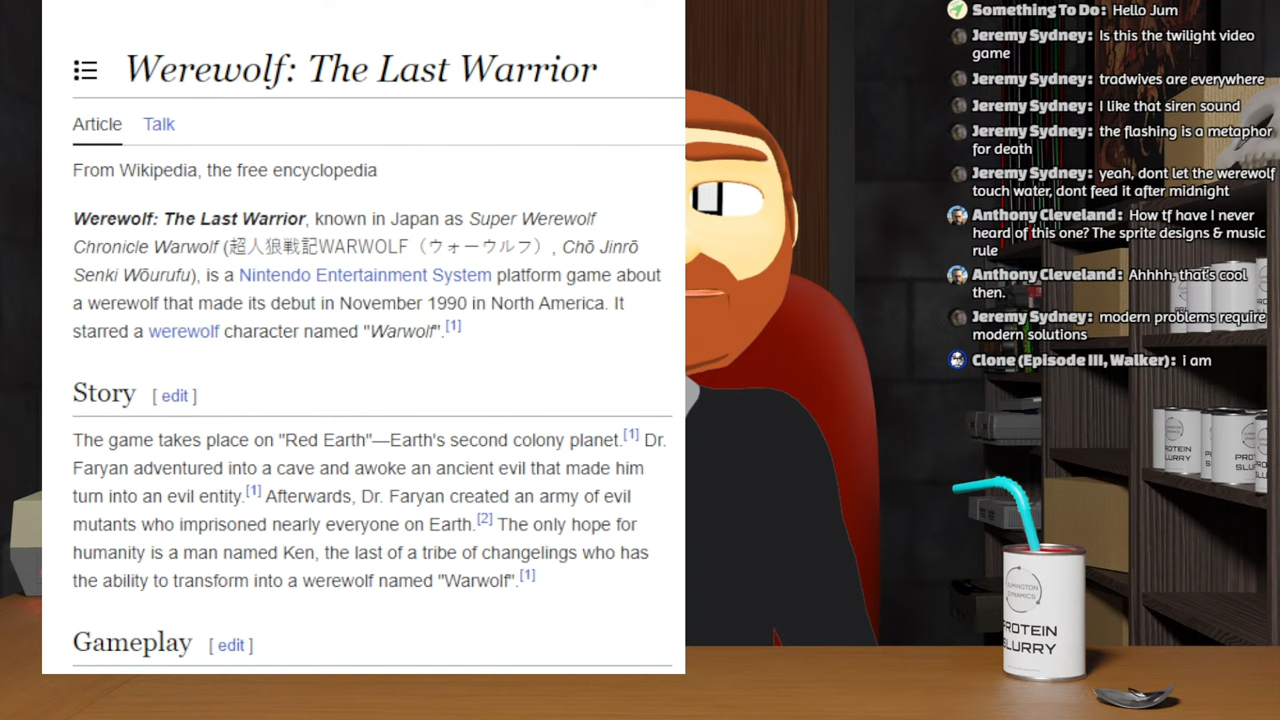 Werewolf: The Last Warrior
Article Talk
From Wikipedia, the free encyclopedia
Werewolf: The Last Warrior, known in Japan as Super Werewolf
Chronicle Warwolf (超人狼戦記WARWOLF（ウォーウルフ）, Chō Jinrō
Senki Wōurufu), is a Nintendo Entertainment System platform game about
a werewolf that made its debut in November 1990 in North America. It
starred a werewolf character named "Warwolf".[1]
Story [ edit ]
The game takes place on "Red Earth"—Earth's second colony planet.[1] Dr.
Faryan adventured into a cave and awoke an ancient evil that made him
turn into an evil entity.[1] Afterwards, Dr. Faryan created an army of evil
mutants who imprisoned nearly everyone on Earth.[2] The only hope for
humanity is a man named Ken, the last of a tribe of changelings who has
the ability to transform into a werewolf named "Warwolf".[1]
Gameplay [ edit ]
Something To Do: Hello Jum
Jeremy Sydney: Is this the twilight video
game
Jeremy Sydney: tradwives are everywhere
Jeremy Sydney: I like that siren sound
Jeremy Sydney: the flashing is a metaphor
for death
Jeremy Sydney: yeah, dont let the werewolf
touch water, dont feed it after midnight
Anthony Cleveland: How tf have I never
heard of this one? The sprite designs & music
rule
Anthony Cleveland: Ahhhh, that's cool
then.
Jeremy Sydney: modern problems require
modern solutions
Clone (Episode III, Walker): i am
DYNAMICS
PROTEIN
SLURRY